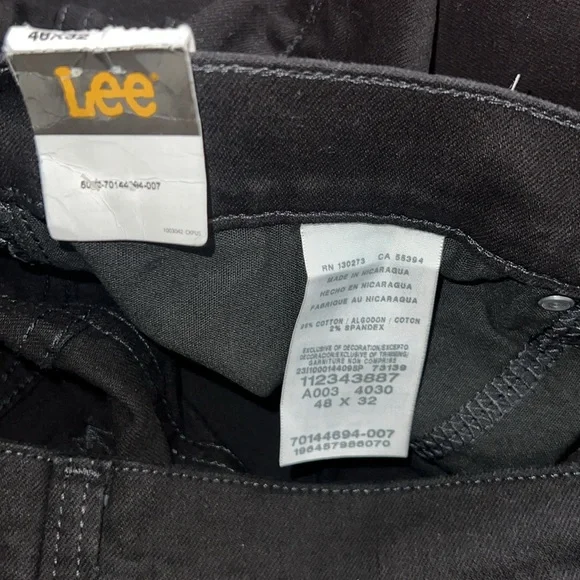 48X32
Lee
70144694-007
RN 130273 CA 56394
MADE IN NICARAGUA
HECHO EN NICARAGUA
FABRIQUE AU NICARAGUA
COTTON / ALGODON / COTON
2% SPANDEX
EXCLUSIVE OF DECORATION/EXCEPTO
DECORACION/EXCLUSIVE OF TRIMMING/
GARNITURE NON COMPRISE
73139
112343887
A003 4030
48 X 32
70144694-007
196457986070